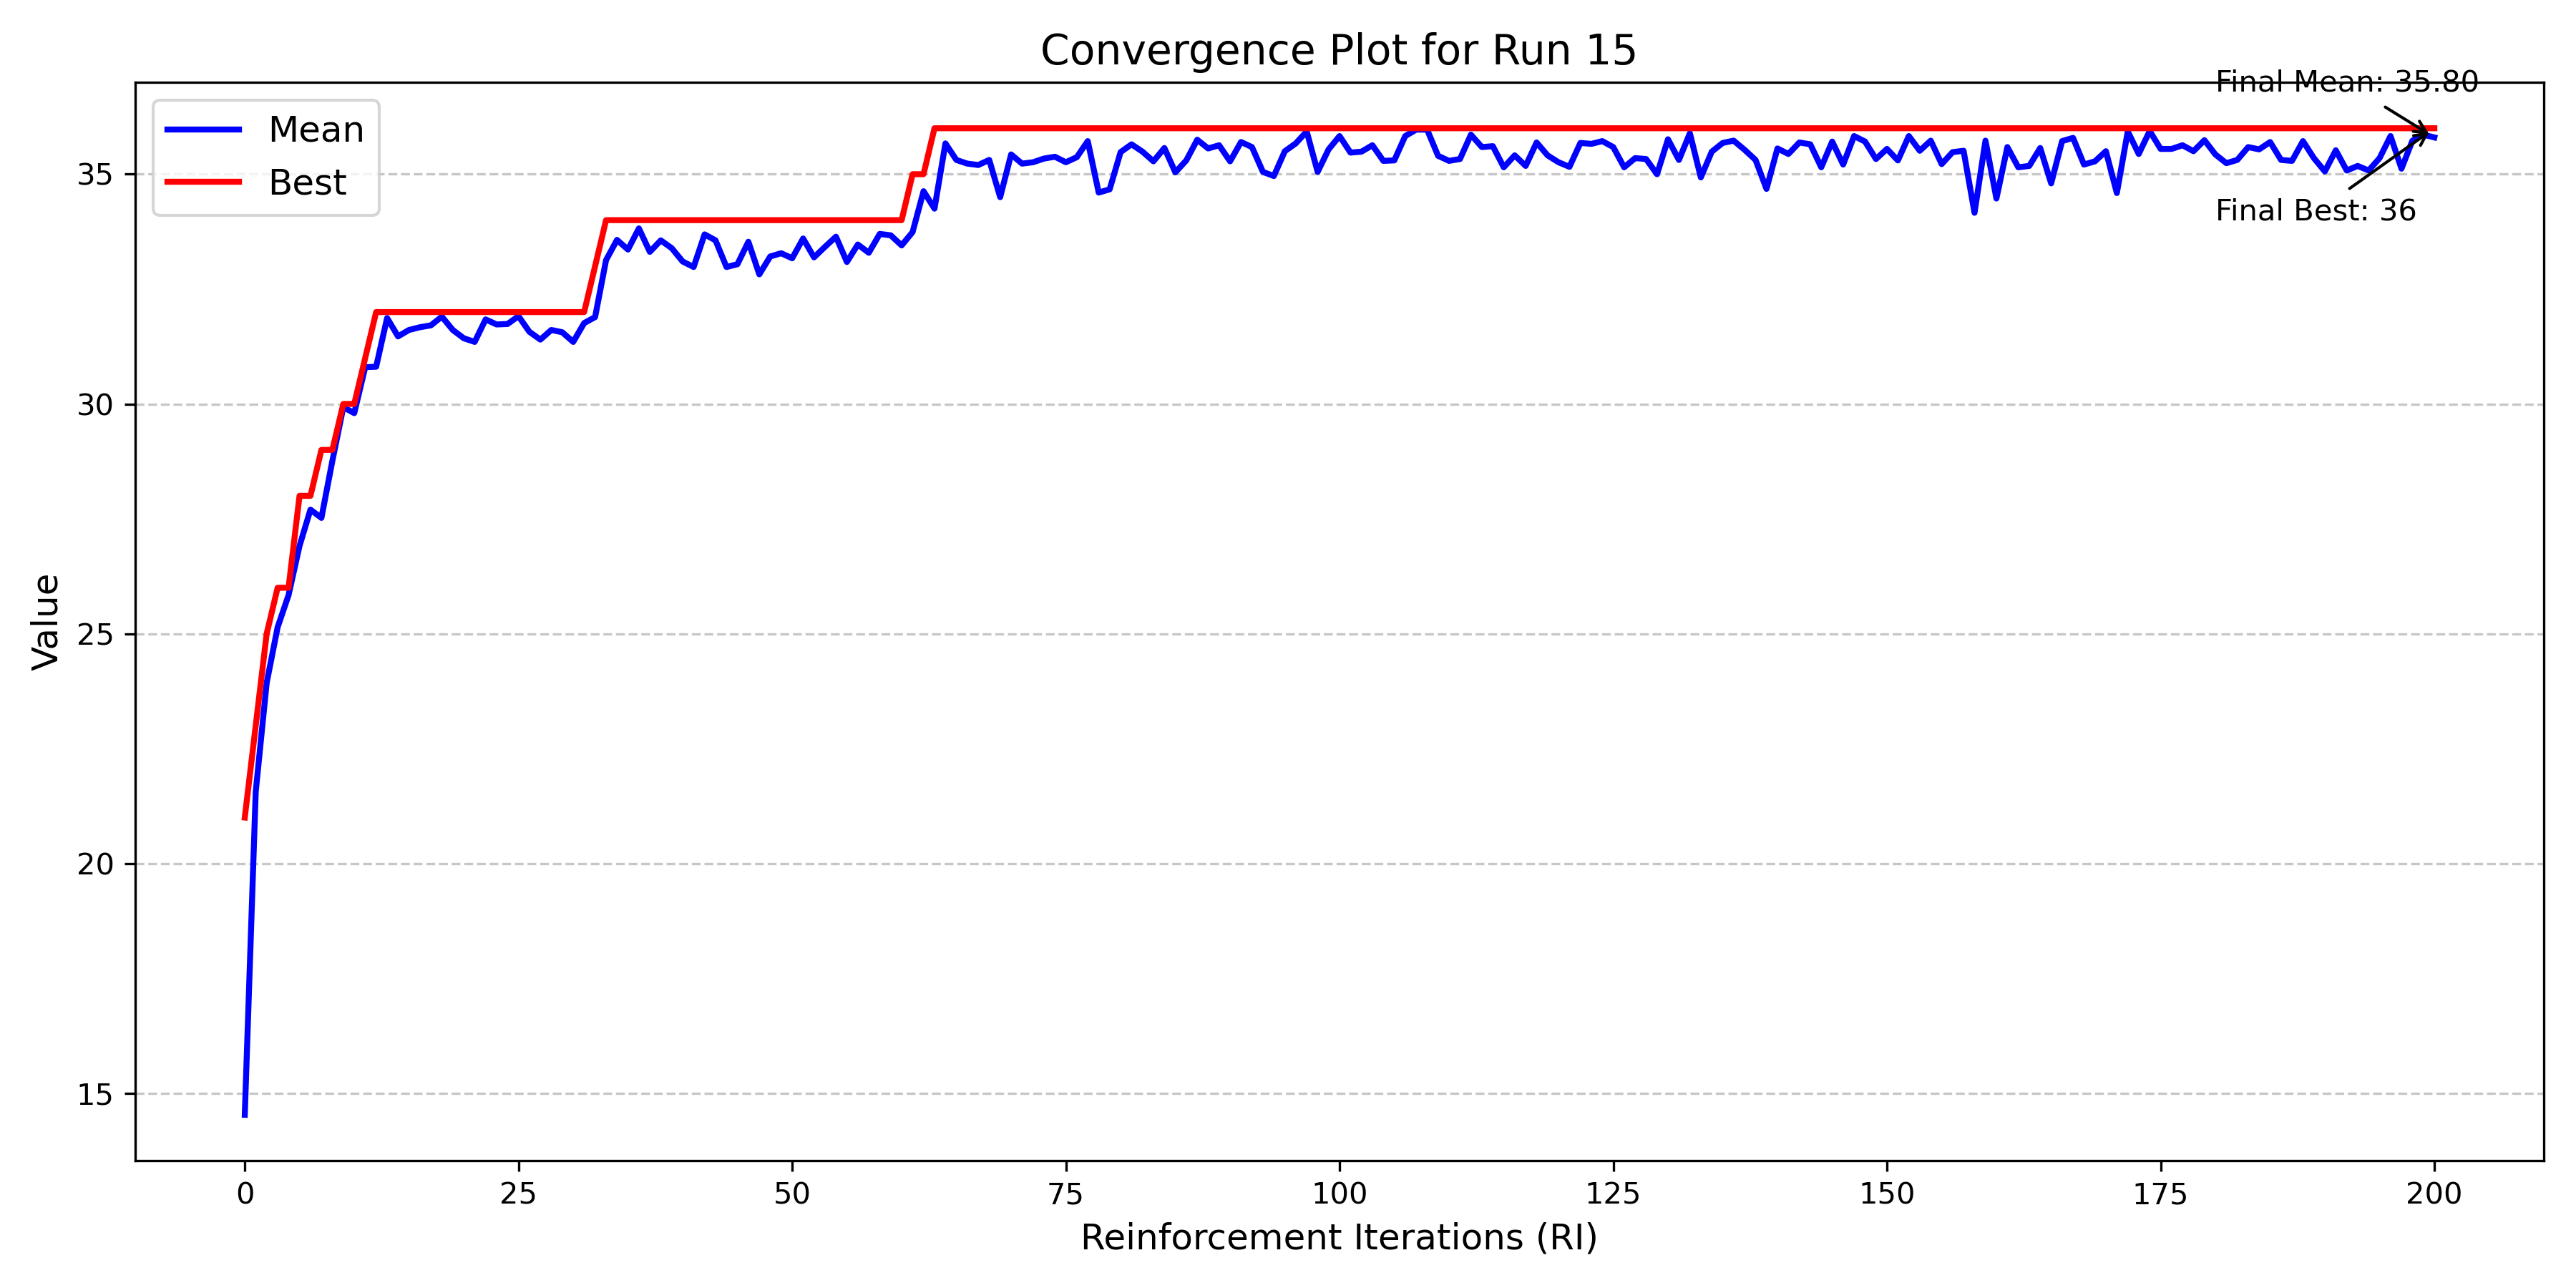 Convergence Plot for Run 15
Final Mean: 35.80
Mean
Best
Final Best: 36
35
30
25
20
15
Value
0 25 50 75 100 125 150 175 200
Reinforcement Iterations (RI)